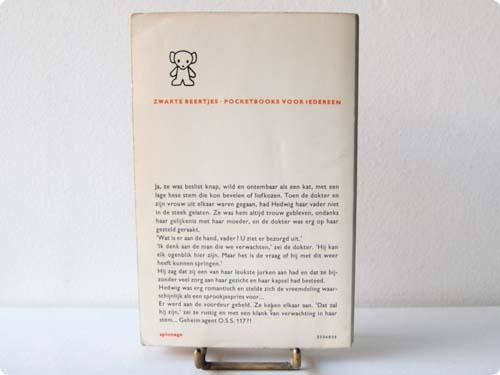 ZWARTE BEERTJES · POCKETBOOKS VOOR IEDEREEN
Ja, ze was beslist knap, wild en ontembaar als een kat, met een
lage hese stem die kon bevelen of liefkozen. Toen de dokter en
zijn vrouw uit elkaar waren gegaan, had Hedwig haar vader niet
in de steek gelaten. Ze was hem altijd trouw gebleven, ondanks
haar gelijkenis met haar moeder, en de dokter was erg op haar
gesteld geraakt.
'Wat is er aan de hand, vader? U ziet er bezorgd uit.'
'Ik denk aan de man die we verwachten,' zei de dokter. 'Hij kan
elk ogenblik hier zijn. Maar het is de vraag of hij met dit weer
heeft kunnen springen.'
Hij zag dat zij een van haar leukste jurken aan had en dat ze bij-
zonder veel zorg aan haar gezicht en haar kapsel had besteed.
Hedwig was erg romantisch en stelde zich de vreemdeling waar-
schijnlijk als een sprookjesprins voor...
Er werd aan de voordeur gebeld. Ze keken elkaar aan. 'Dat zal
hij zijn,' zei ze rustig en met een klank van verwachting in haar
stem... Geheim agent O.S.S. 117!!
spionage